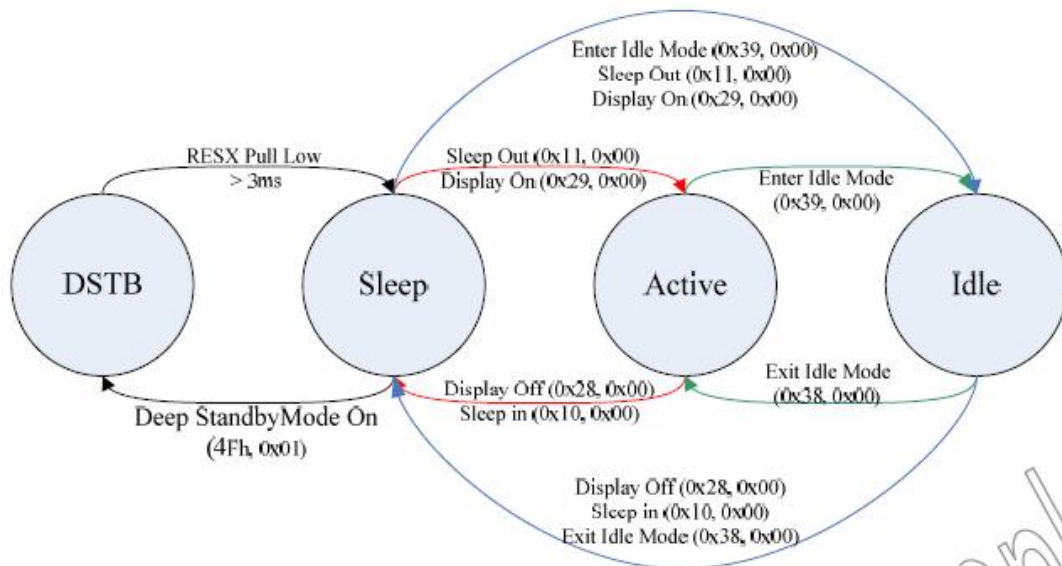 Enter Idle Mode (0x39, 0x00)
Sleep Out (0x11, 0x00)
Display On (0x29, 0x00)
RESX Pull Low
> 3ms
Sleep Out (0x11, 0x00)
Display On (0x29, 0x00)
Enter Idle Mode
(0x39, 0x00)
DSTB
Sleep
Active
Idle
Deep StandbyMode On
(4Fh, 0x01)
Display Off (0x28, 0x00)
Sleep in (0x10, 0x00)
Exit Idle Mode
(0x38, 0x00)
Display Off (0x28, 0x00)
Sleep in (0x10, 0x00)
Exit Idle Mode (0x38, 0x00)